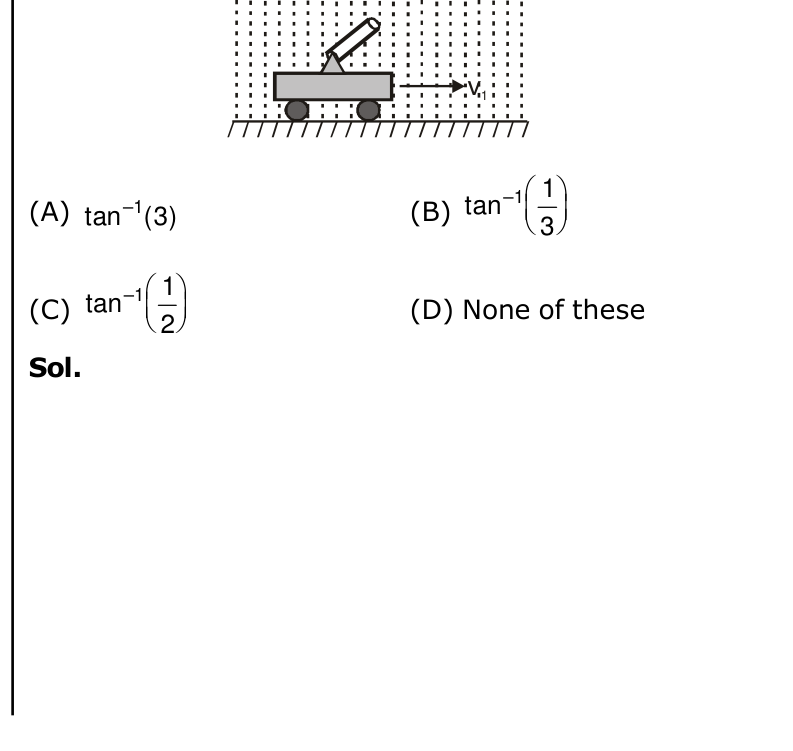 V₁
(A) tan⁻¹(3) (B) tan⁻¹(1/3)
(C) tan⁻¹(1/2) (D) None of these
Sol.